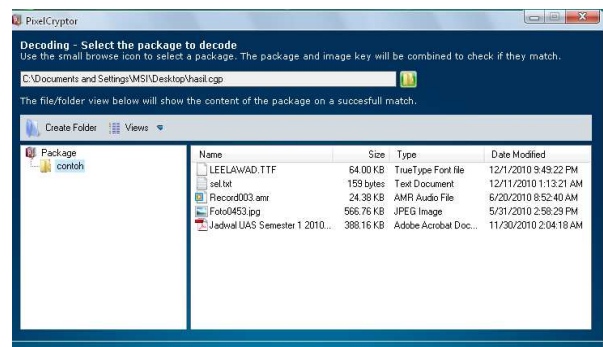 PixelCryptor
Decoding - Select the package to decode
Use the small browse icon to select a package. The package and image key will be combined to check if they match.
C:\Documents and Settings\MSI\Desktop\hasil.cgp
The file/folder view below will show the content of the package on a succesfull match.
Create Folder Views
Package
contoh
Name Size Type Date Modified
LEELAWAD.TTF 64.00 KB TrueType Font file 12/1/2010 9:49:22 PM
sel.txt 159 bytes Text Document 12/11/2010 1:13:21 AM
Record003.amr 24.38 KB AMR Audio File 6/20/2010 8:52:40 AM
Foto0453.jpg 566.76 KB JPEG Image 5/31/2010 2:58:29 PM
Jadwal UAS Semester 1 2010... 388.16 KB Adobe Acrobat Doc... 11/30/2010 2:04:18 AM